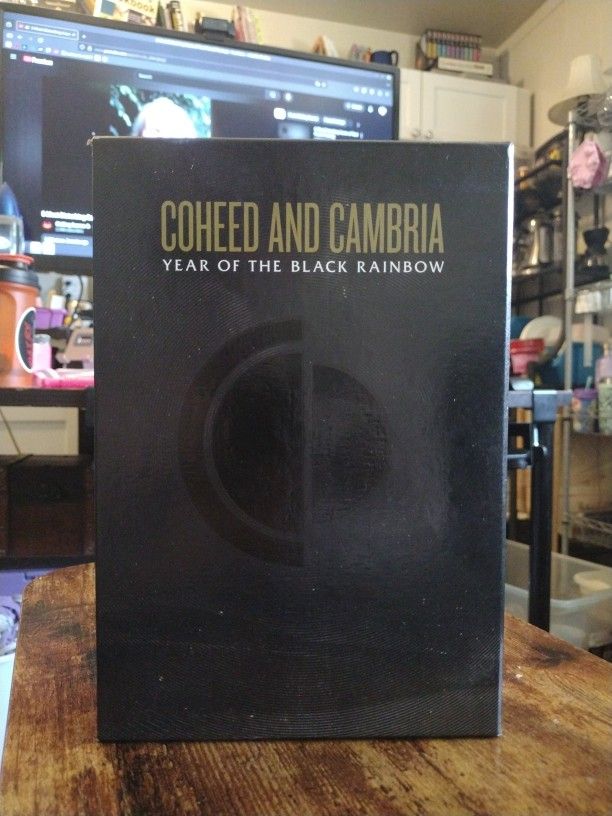 COHEED AND CAMBRIA
YEAR OF THE BLACK RAINBOW